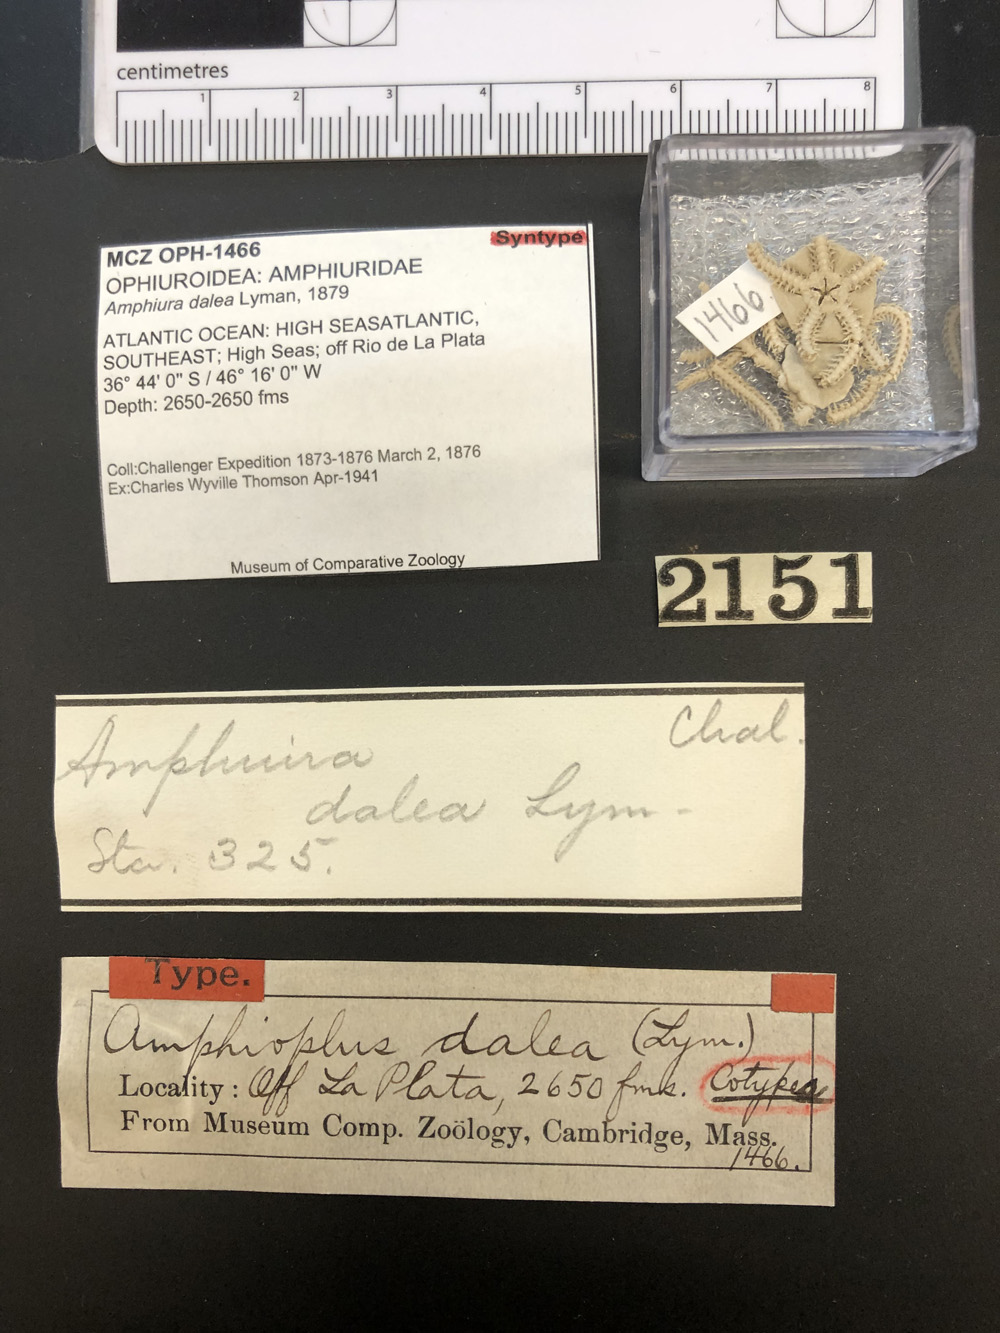 centimetres
1 2 3 4 5 6 7 8
Syntype
MCZ OPH-1466
OPHIUROIDEA: AMPHIURIDAE
Amphiura dalea Lyman, 1879
ATLANTIC OCEAN: HIGH SEASATLANTIC,
SOUTHEAST; High Seas; off Rio de La Plata
36° 44' 0" S / 46° 16' 0" W
Depth: 2650-2650 fms
Coll:Challenger Expedition 1873-1876 March 2, 1876
Ex:Charles Wyville Thomson Apr-1941
Museum of Comparative Zoology
1466.
2151
Chal.
Amphiura
dalea Lym-
Sta. 325.
Type.
Amphioplus dalea (Lym.)
Locality: Off La Plata, 2650 fms. Cotypes
From Museum Comp. Zoölogy, Cambridge, Mass.
1466.